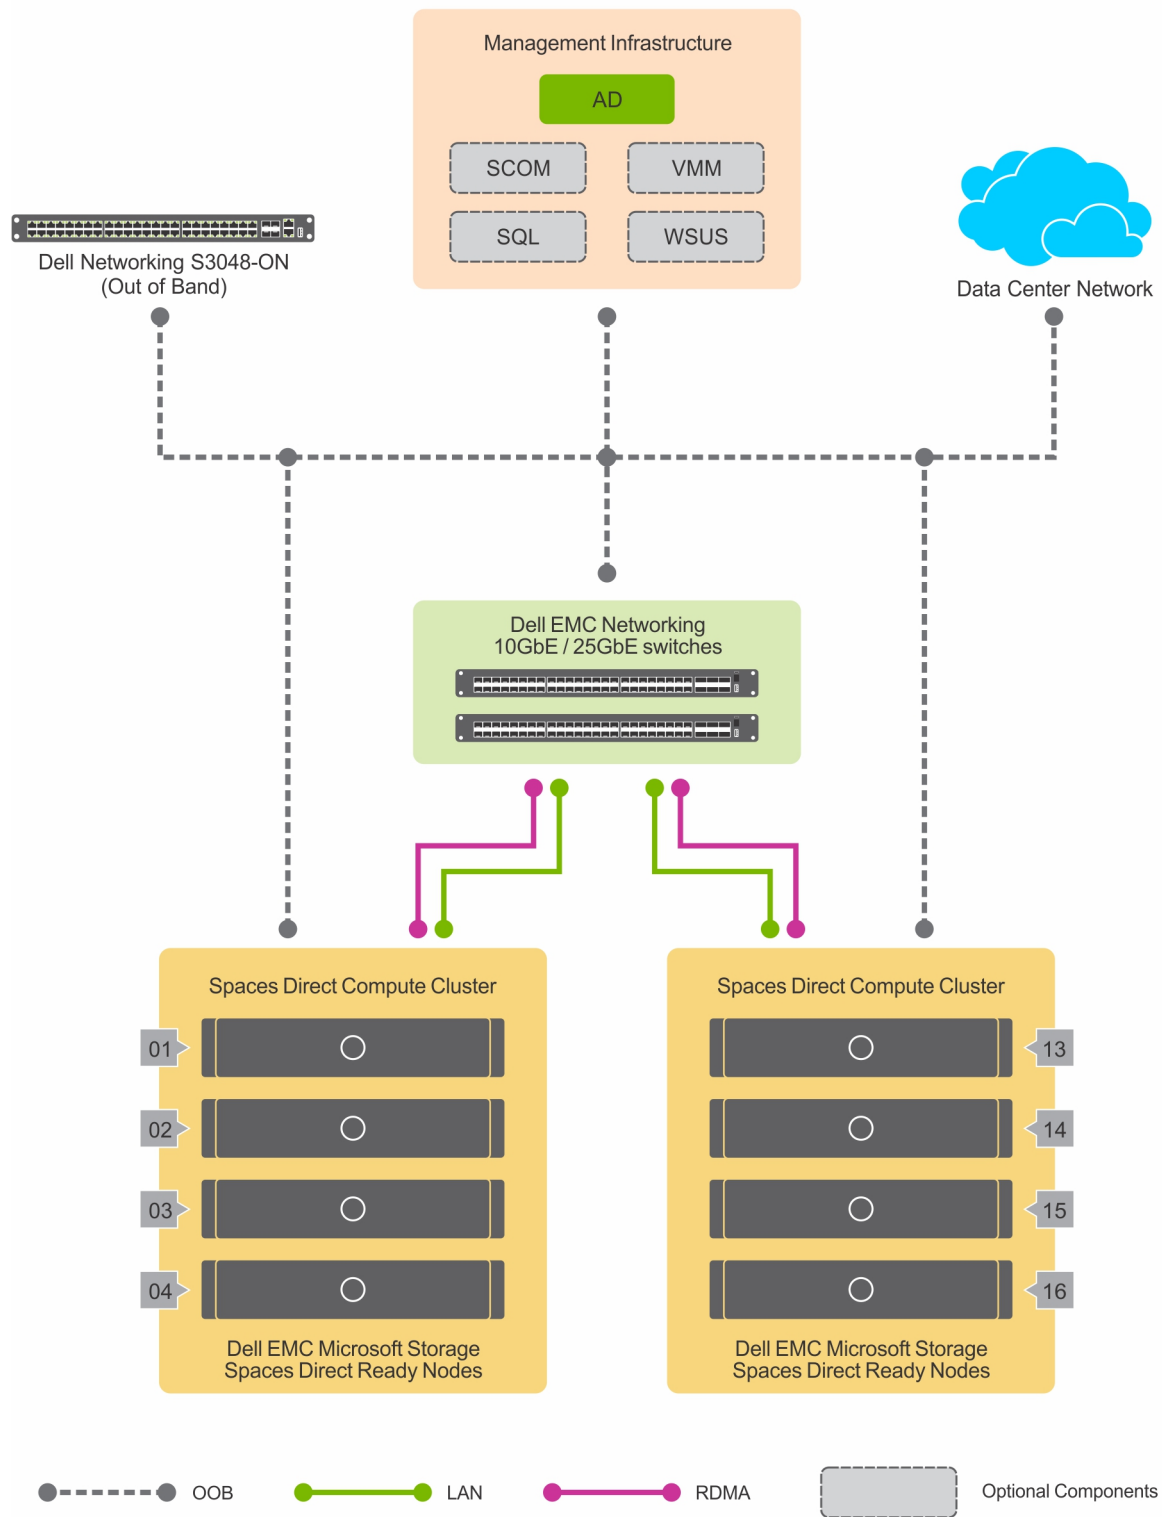 Management Infrastructure
AD
SCOM
VMM
SQL
WSUS
Dell Networking S3048-ON
(Out of Band)
Data Center Network
Dell EMC Networking
10GbE / 25GbE switches
Spaces Direct Compute Cluster
01
02
03
04
Dell EMC Microsoft Storage
Spaces Direct Ready Nodes
Spaces Direct Compute Cluster
13
14
15
16
Dell EMC Microsoft Storage
Spaces Direct Ready Nodes
OOB
LAN
RDMA
Optional Components